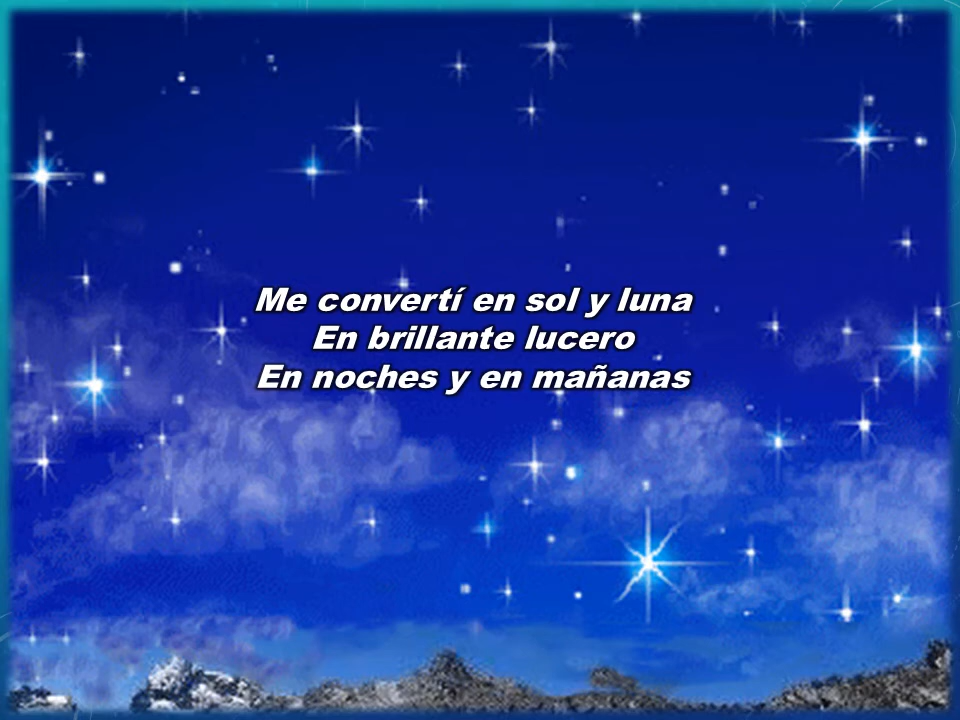 Me convertí en sol y luna
En brillante lucero
En noches y en mañanas